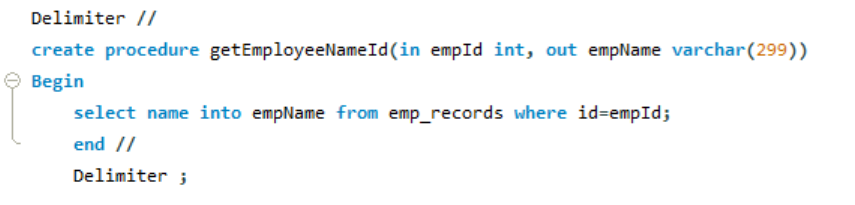 Delimiter //
create procedure getEmployeeNameId(in empId int, out empName varchar(299))
Begin
select name into empName from emp_records where id=empId;
end //
Delimiter ;